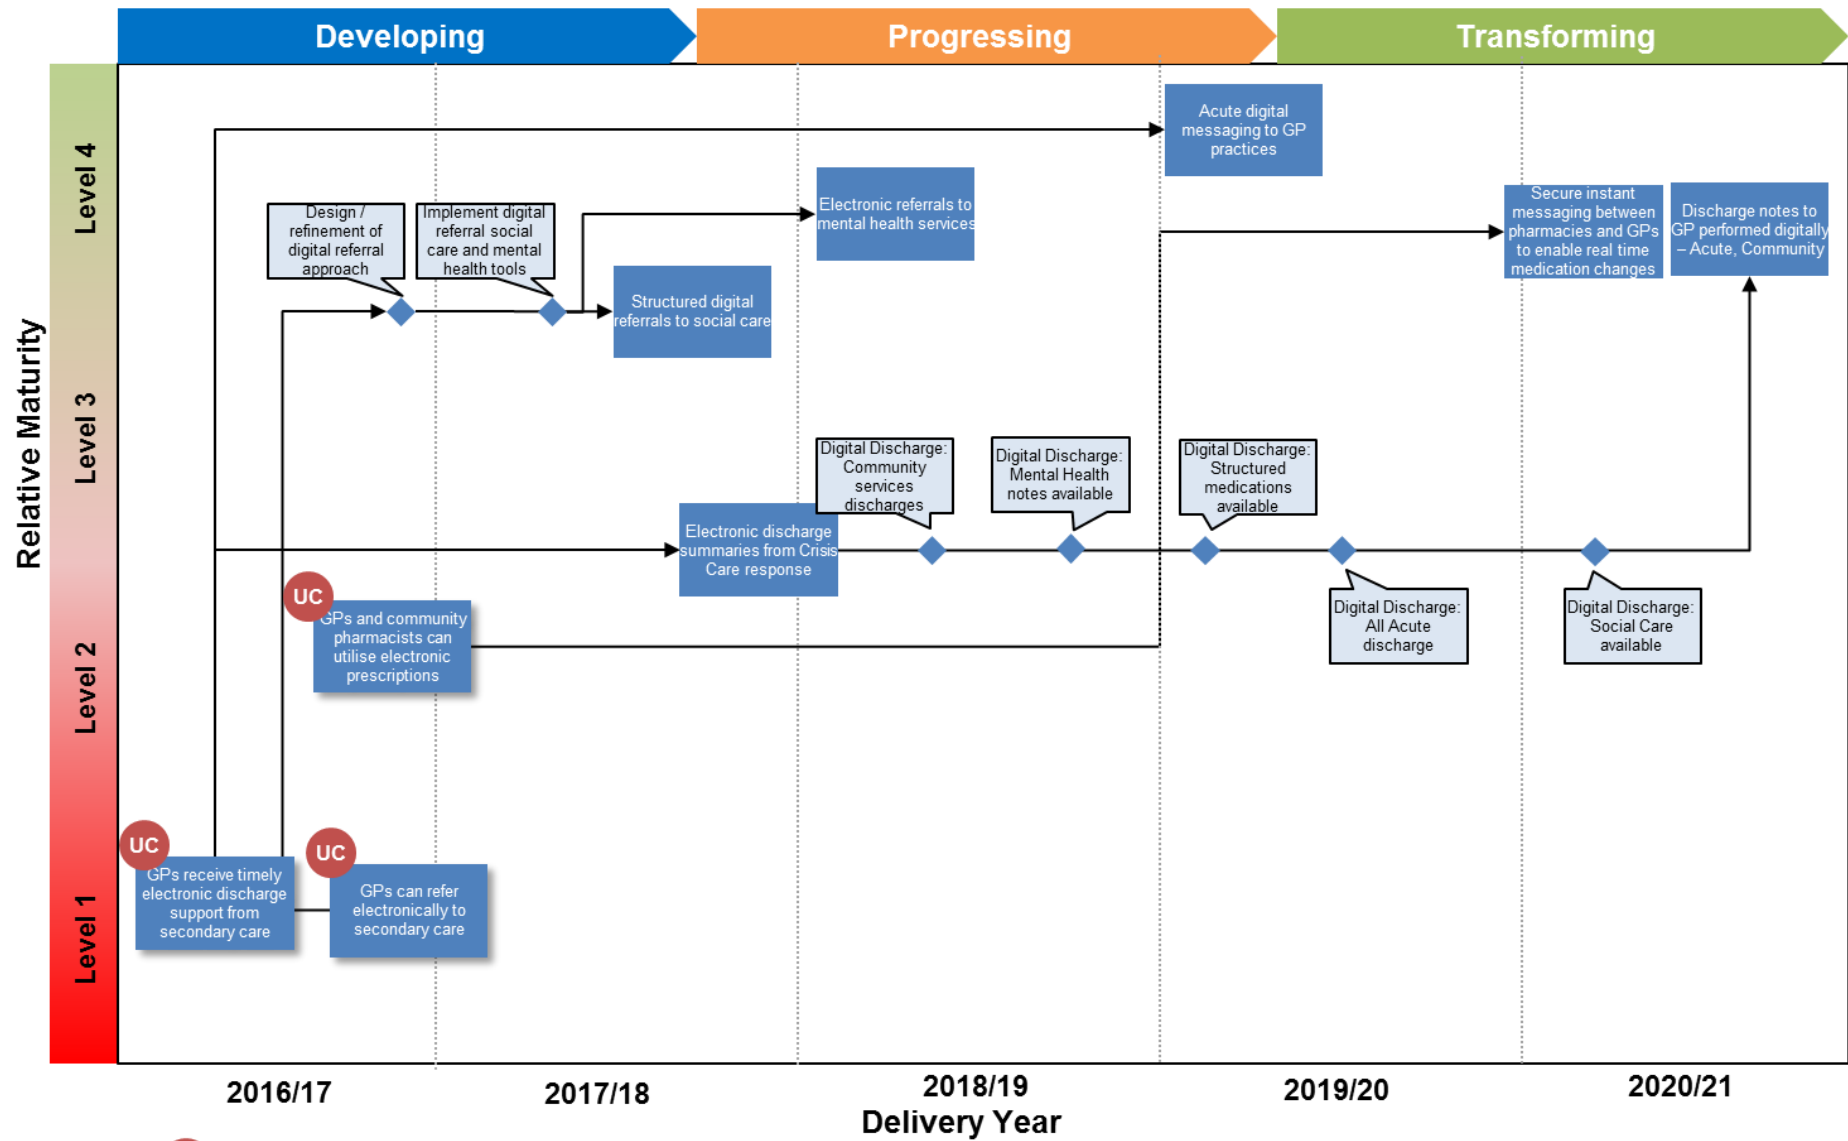 Developing
Progressing
Transforming
Relative Maturity
Level 4
Level 3
Level 2
Level 1
Acute digital
messaging to GP
practices
Design /
refinement of
digital referral
approach
Implement digital
referral social
care and mental
health tools
Electronic referrals to
mental health services
Secure instant
messaging between
pharmacies and GPs
to enable real time
medication changes
Discharge notes to
GP performed digitally
– Acute, Community
Structured digital
referrals to social care
Digital Discharge:
Community
services
discharges
Digital Discharge:
Mental Health
notes available
Digital Discharge:
Structured
medications
available
Electronic discharge
summaries from Crisis
Care response
UC
GPs and community
pharmacists can
utilise electronic
prescriptions
Digital Discharge:
All Acute
discharge
Digital Discharge:
Social Care
available
UC
GPs receive timely
electronic discharge
support from
secondary care
UC
GPs can refer
electronically to
secondary care
2016/17
2017/18
2018/19
2019/20
2020/21
Delivery Year